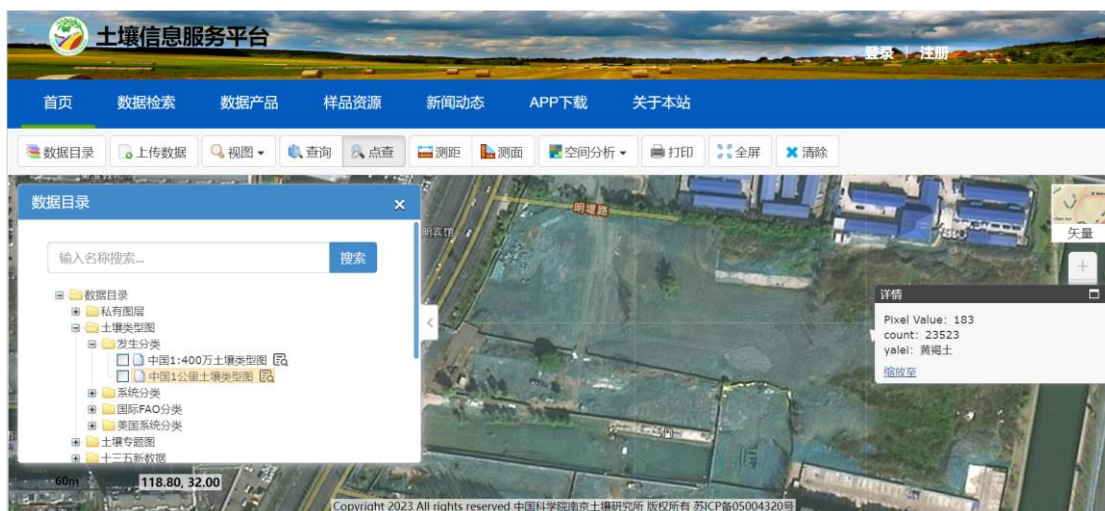 土壤信息服务平台
登录 | 注册
首页 数据检索 数据产品 样品资源 新闻动态 APP下载 关于本站
数据目录 上传数据 视图 查询 点查 测距 测面 空间分析 打印 全屏 清除
数据目录 ×
输入名称搜索... 搜索
数据目录
私有图层
土壤类型图
发生分类
中国1:400万土壤类型图
中国1公里土壤类型图
系统分类
国际FAO分类
美国系统分类
土壤专题图
十三五新数据
明堤路
明宾馆
矢量
详情
Pixel Value: 183
count: 23523
yalei: 黄褐土
缩放至
60m
118.80, 32.00
Copyright 2023 All rights reserved 中国科学院南京土壤研究所 版权所有 苏ICP备05004320号